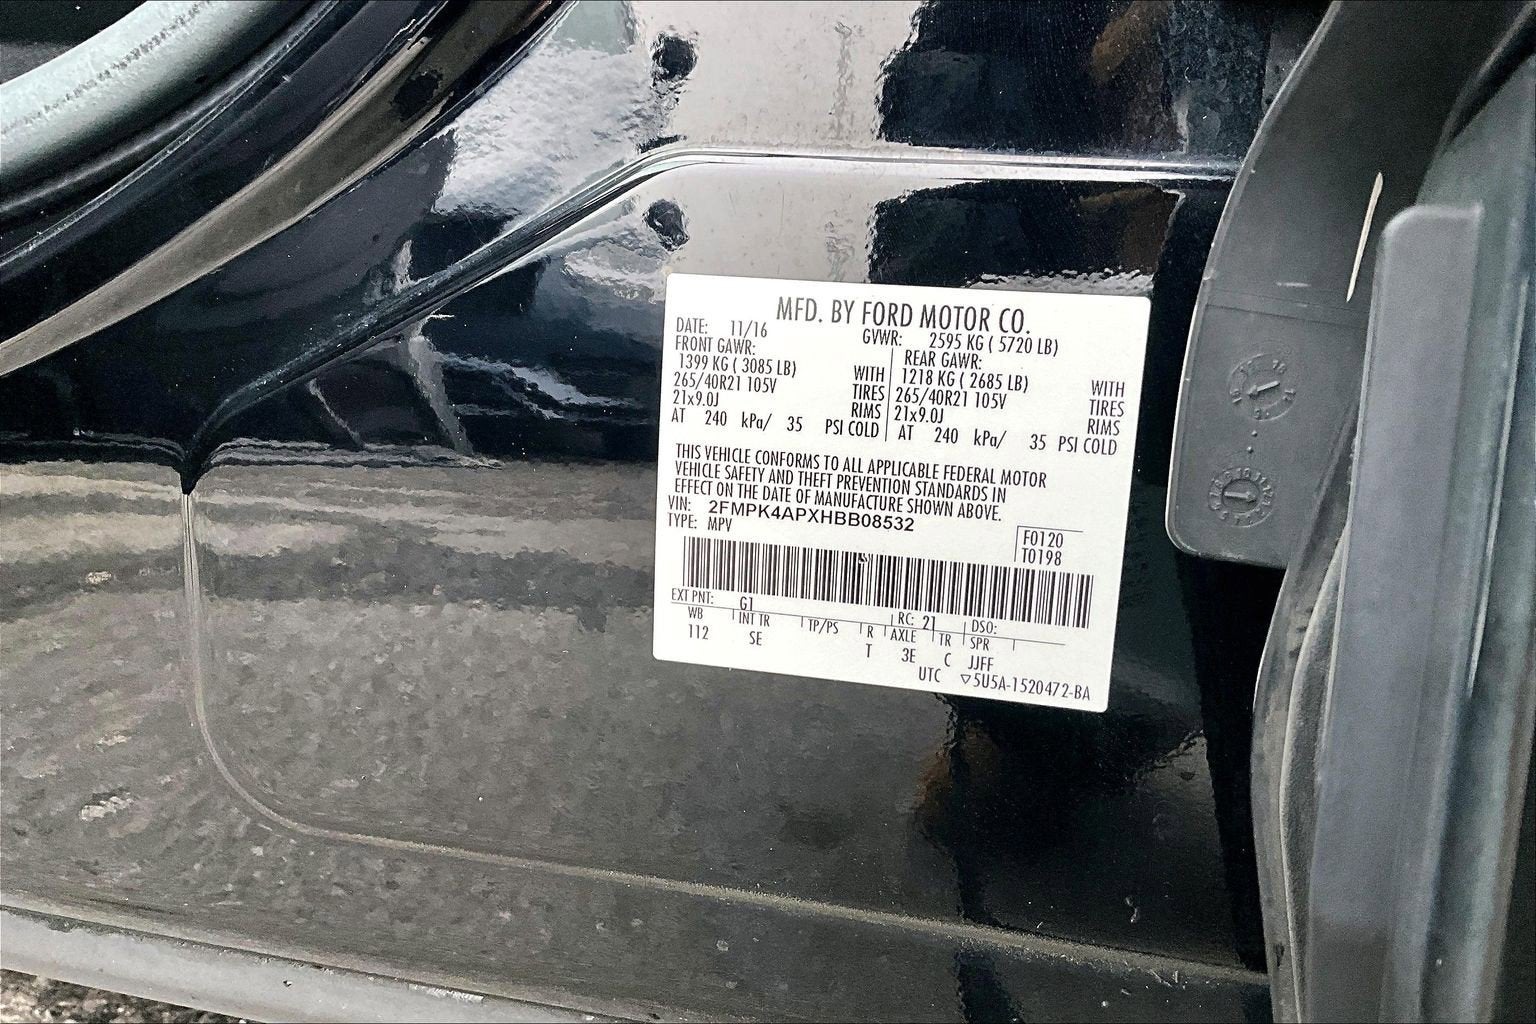 MFD. BY FORD MOTOR CO.
DATE: 11/16 GVWR: 2595 KG ( 5720 LB)
FRONT GAWR: REAR GAWR:
1399 KG ( 3085 LB) WITH 1218 KG ( 2685 LB) WITH
265/40R21 105V TIRES 265/40R21 105V TIRES
21x9.0J RIMS 21x9.0J RIMS
AT 240 kPa/ 35 PSI COLD AT 240 kPa/ 35 PSI COLD
THIS VEHICLE CONFORMS TO ALL APPLICABLE FEDERAL MOTOR
VEHICLE SAFETY AND THEFT PREVENTION STANDARDS IN
EFFECT ON THE DATE OF MANUFACTURE SHOWN ABOVE.
VIN: 2FMPK4APXHBB08532
TYPE: MPV
F0120
T0198
EXT PNT: G1 RC: 21 DSO:
WB INT TR TP/PS R AXLE TR SPR
112 SE T 3E C JJFF
UTC ▽5U5A-1520472-BA